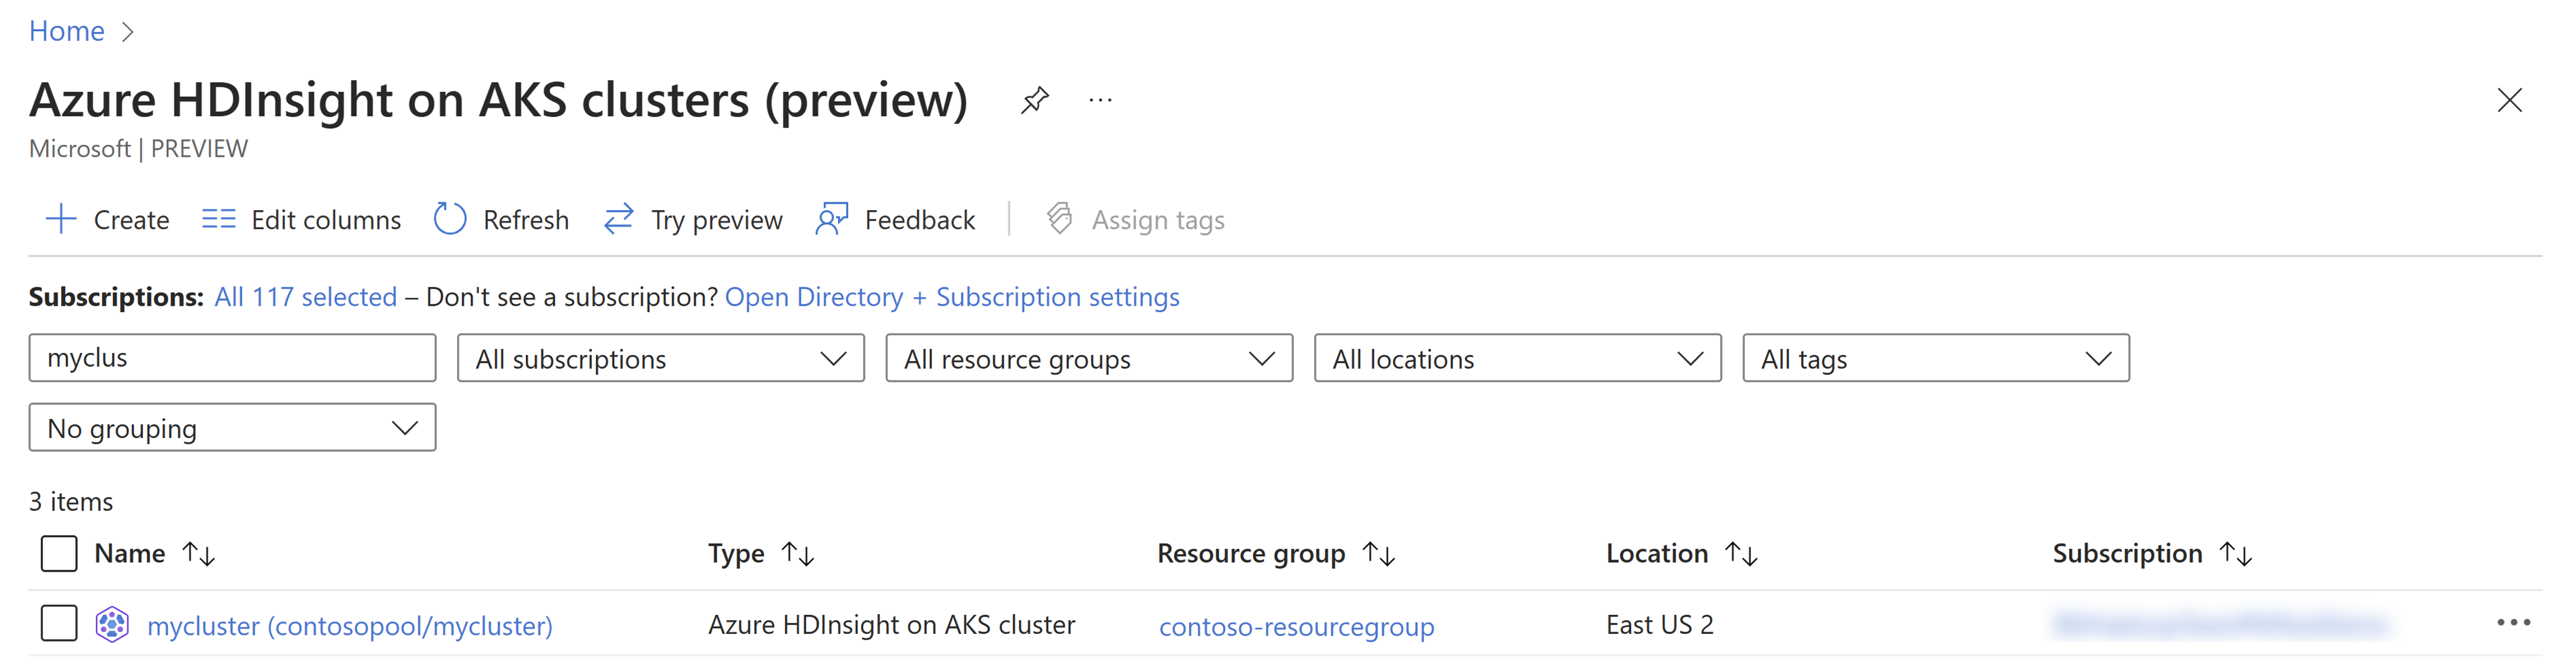 Home
Azure HDInsight on AKS clusters (preview)
Microsoft | PREVIEW
Create Edit columns Refresh Try preview Feedback Assign tags
Subscriptions: All 117 selected – Don't see a subscription? Open Directory + Subscription settings
myclus All subscriptions All resource groups All locations All tags
No grouping
3 items
Name Type Resource group Location Subscription
mycluster (contosopool/mycluster) Azure HDInsight on AKS cluster contoso-resourcegroup East US 2